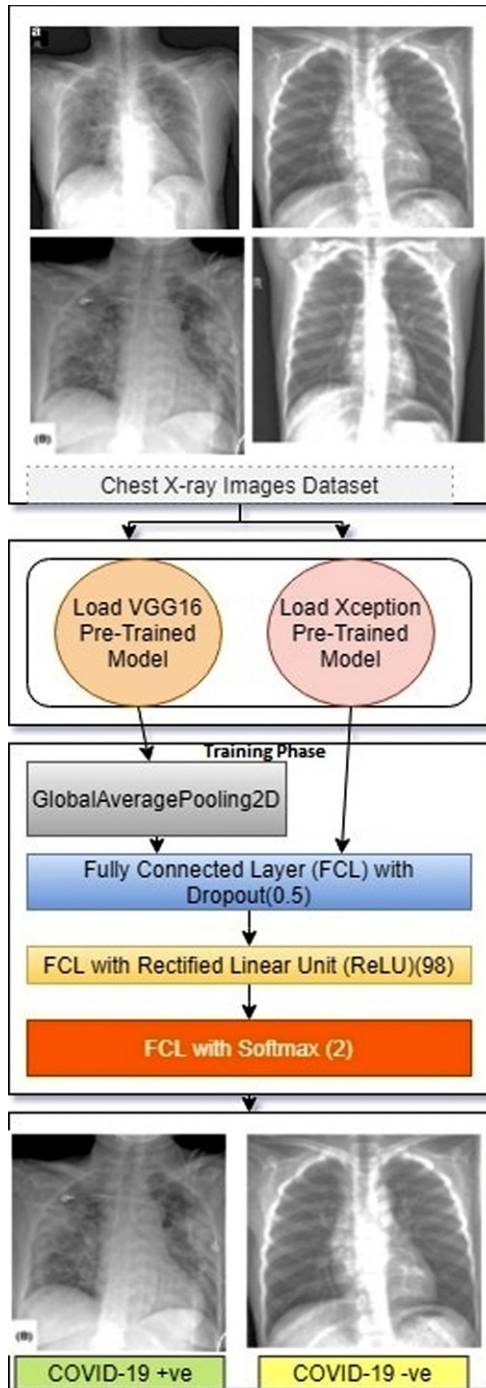 a
R
R
(B)
Chest X-ray Images Dataset
Load VGG16
Pre-Trained
Model
Load Xception
Pre-Trained
Model
Training Phase
GlobalAveragePooling2D
Fully Connected Layer (FCL) with
Dropout(0.5)
FCL with Rectified Linear Unit (ReLU)(98)
FCL with Softmax (2)
(B)
COVID-19 +ve
COVID-19 -ve